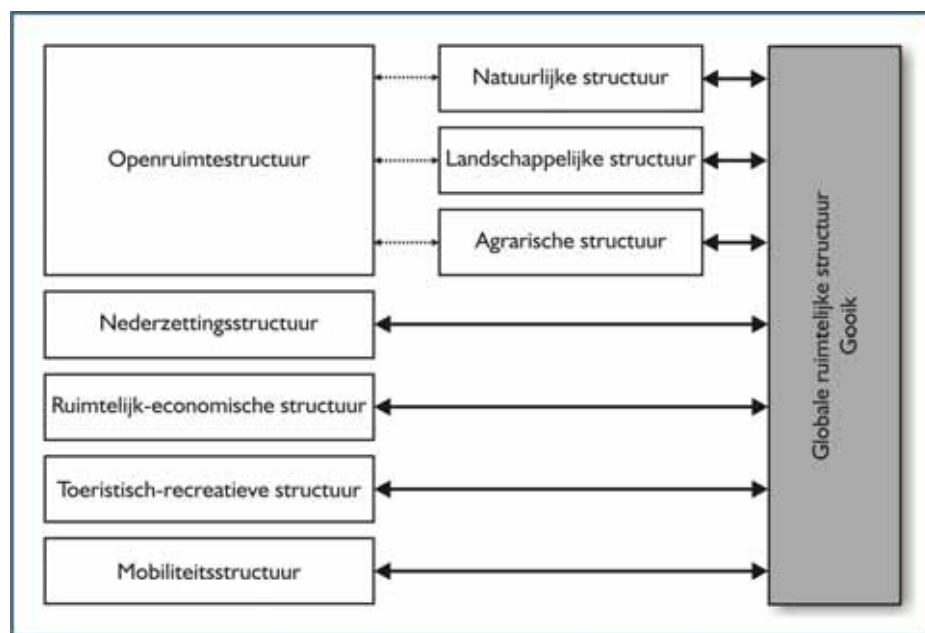 Openruimtestructuur
Natuurlijke structuur
Landschappelijke structuur
Agrarische structuur
Nederzettingsstructuur
Ruimtelijk-economische structuur
Toeristisch-recreatieve structuur
Mobiliteitsstructuur
Globale ruimtelijke structuur
Gooik